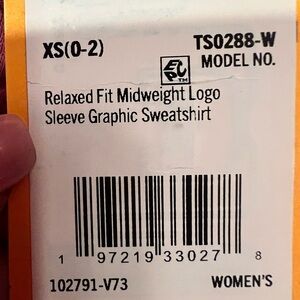 XS(0-2) TS0288-W
MODEL NO.
TM
Relaxed Fit Midweight Logo
Sleeve Graphic Sweatshirt
1 97219 33027 8
102791-V73 WOMEN'S